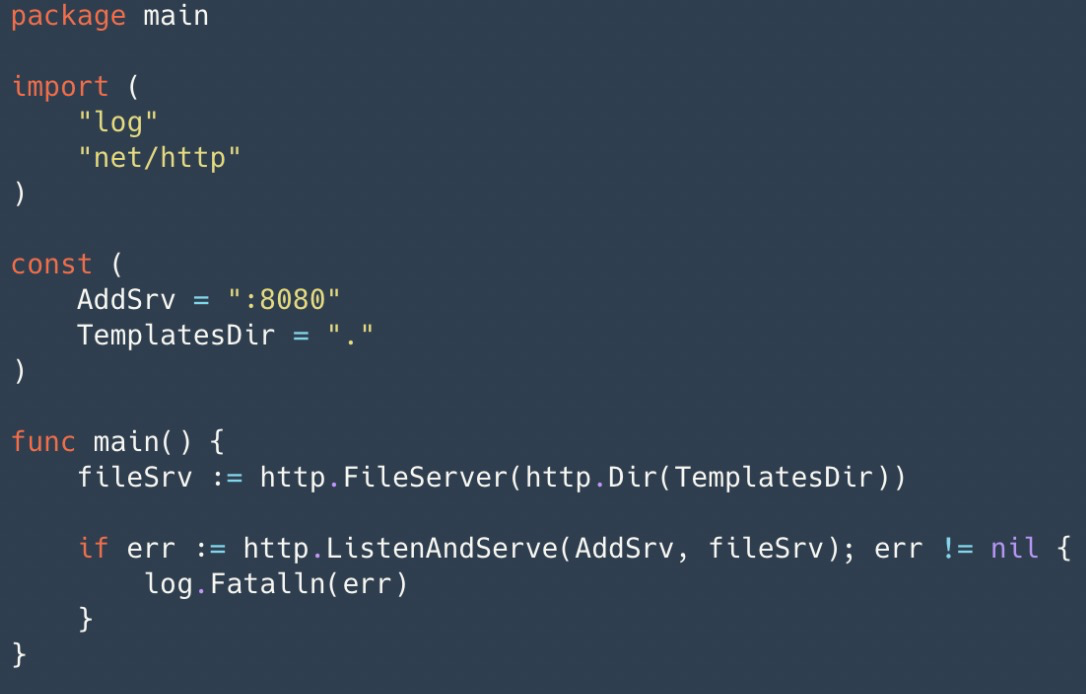 package main
import (
"log"
"net/http"
)
const (
AddSrv = ":8080"
TemplatesDir = "."
)
func main() {
fileSrv := http.FileServer(http.Dir(TemplatesDir))
if err := http.ListenAndServe(AddSrv, fileSrv); err != nil {
log.Fatalln(err)
}
}